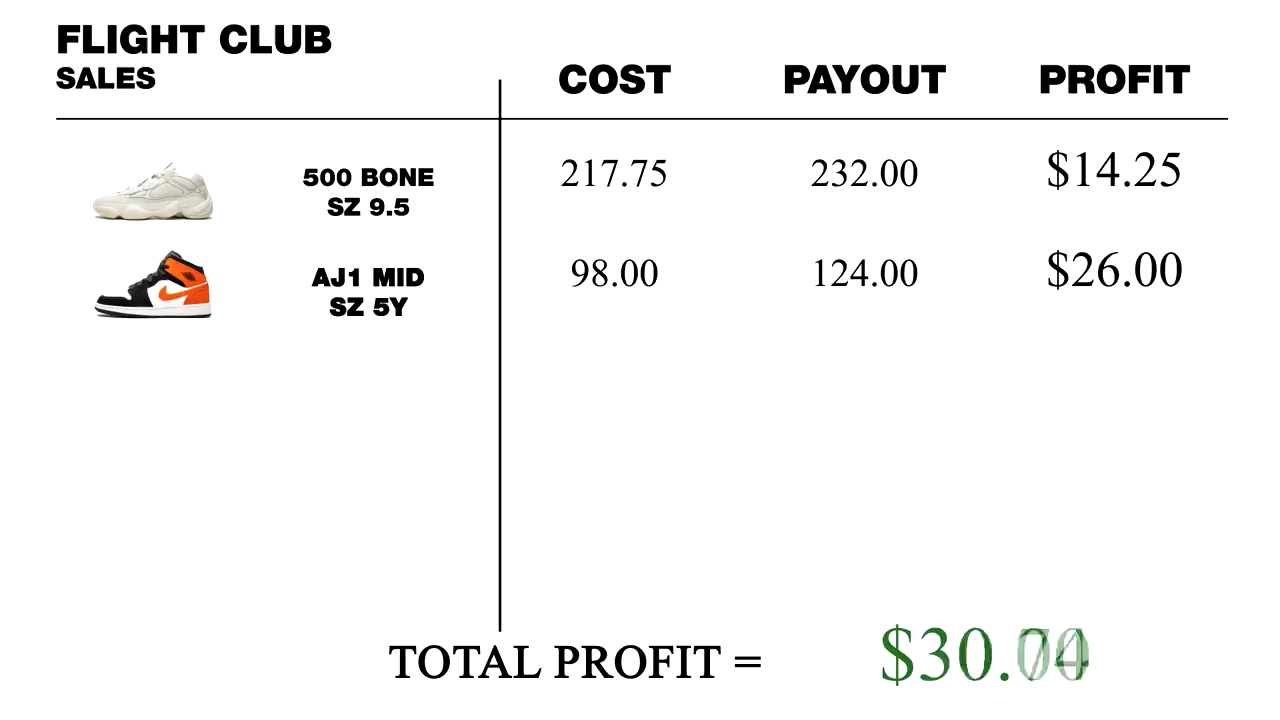 FLIGHT CLUB
SALES
COST PAYOUT PROFIT
500 BONE 217.75 232.00 $14.25
SZ 9.5
AJ1 MID 98.00 124.00 $26.00
SZ 5Y
TOTAL PROFIT =